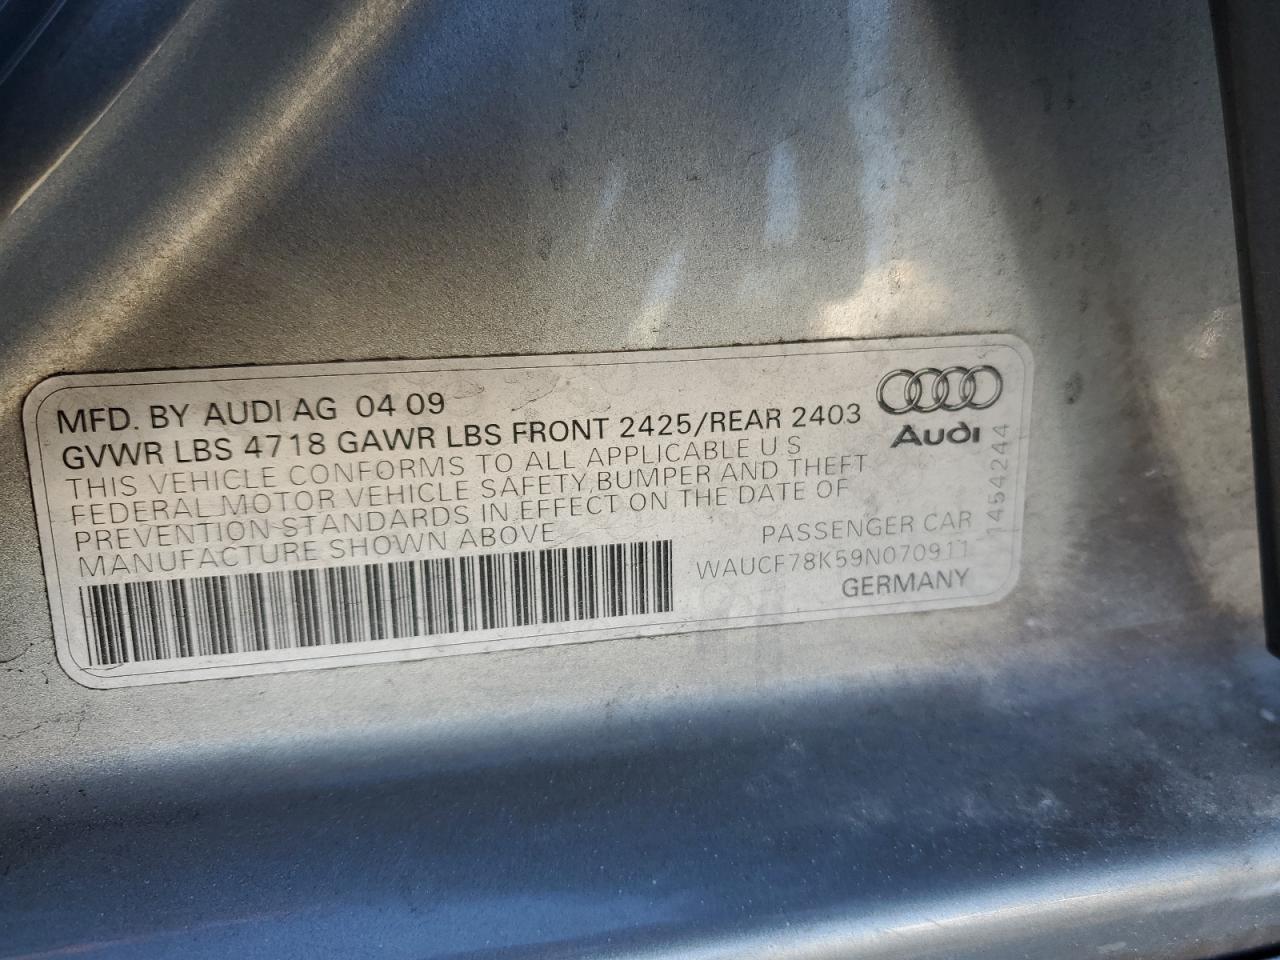 MFD. BY AUDI AG 04 09
GVWR LBS 4718 GAWR LBS FRONT 2425/REAR 2403
THIS VEHICLE CONFORMS TO ALL APPLICABLE U S
FEDERAL MOTOR VEHICLE SAFETY, BUMPER AND THEFT
PREVENTION STANDARDS IN EFFECT ON THE DATE OF
MANUFACTURE SHOWN ABOVE
Audi
PASSENGER CAR
WAUCF78K59N070911
GERMANY
1454244